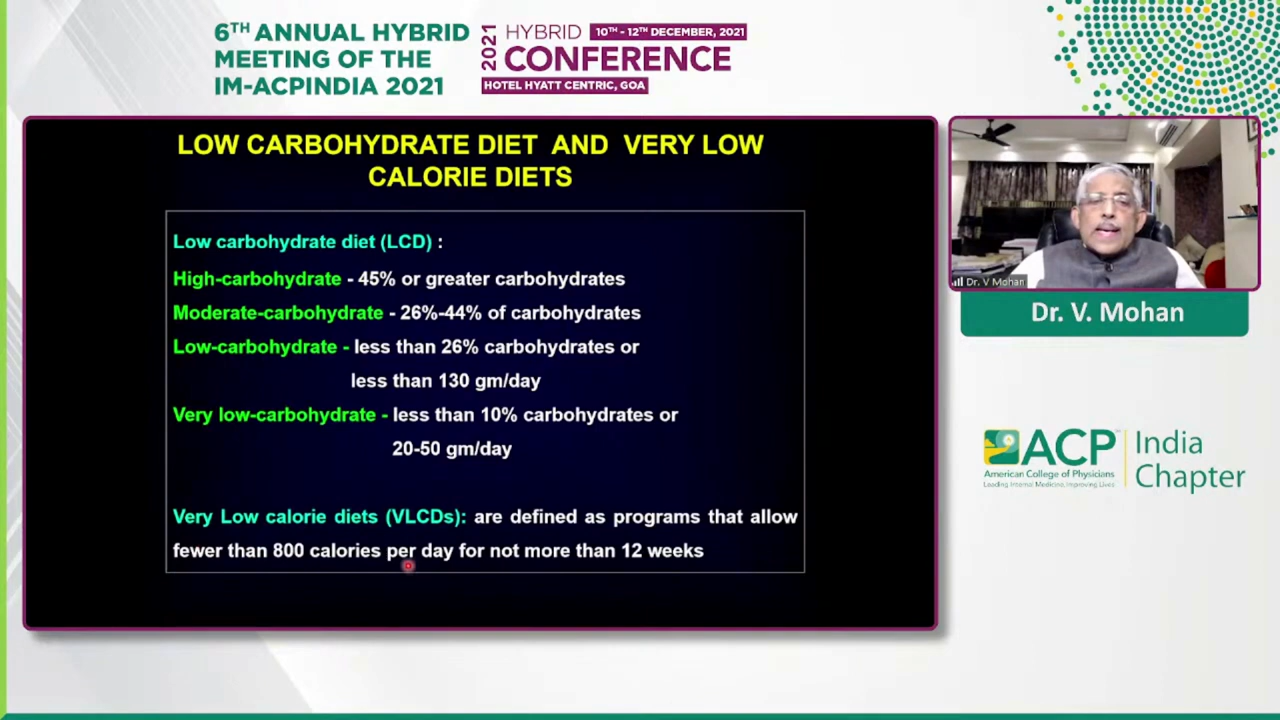 6TH ANNUAL HYBRID
MEETING OF THE
IM-ACPINDIA 2021
2021
HYBRID 10TH - 12TH DECEMBER, 2021
CONFERENCE
HOTEL HYATT CENTRIC, GOA
LOW CARBOHYDRATE DIET AND VERY LOW
CALORIE DIETS
Low carbohydrate diet (LCD) :
High-carbohydrate - 45% or greater carbohydrates
Moderate-carbohydrate - 26%-44% of carbohydrates
Low-carbohydrate - less than 26% carbohydrates or
less than 130 gm/day
Very low-carbohydrate - less than 10% carbohydrates or
20-50 gm/day
Very Low calorie diets (VLCDs): are defined as programs that allow
fewer than 800 calories per day for not more than 12 weeks
Dr. V Mohan
Dr. V. Mohan
ACP
American College of Physicians
Leading Internal Medicine, Improving Lives
India
Chapter